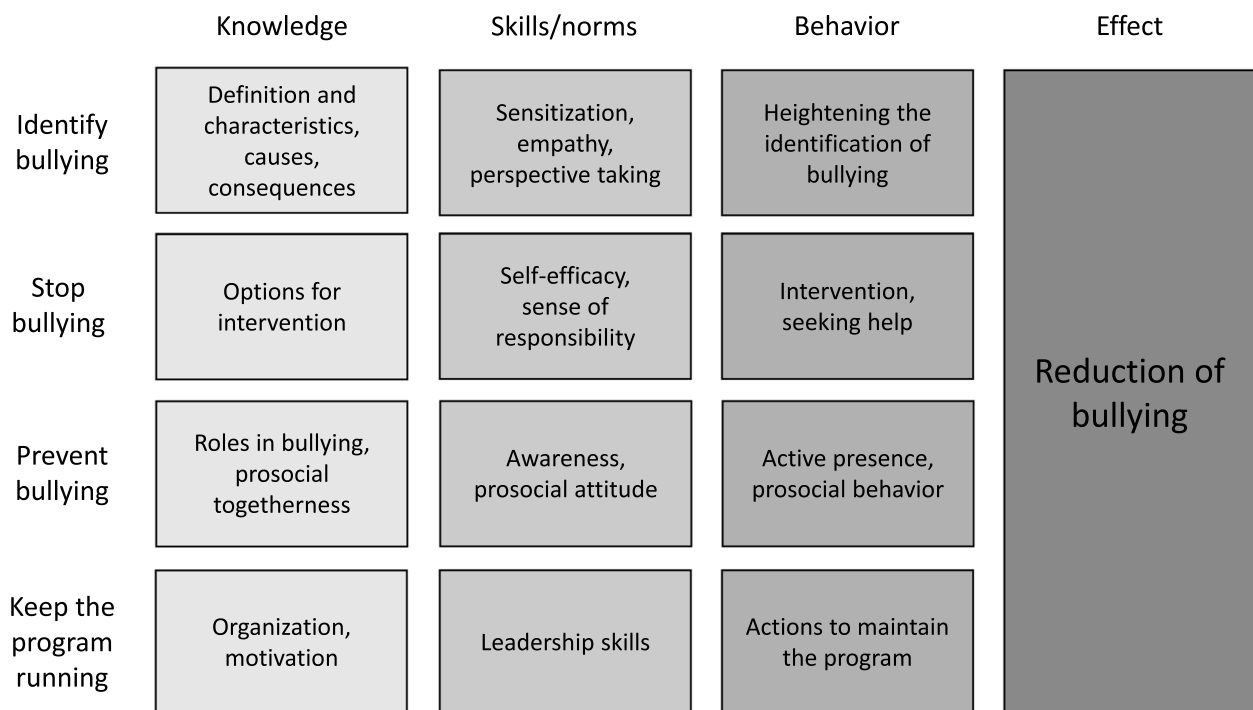 Knowledge
Skills/norms
Behavior
Effect
Identify
bullying
Definition and
characteristics,
causes,
consequences
Sensitization,
empathy,
perspective taking
Heightening the
identification of
bullying
Stop
bullying
Options for
intervention
Self-efficacy,
sense of
responsibility
Intervention,
seeking help
Prevent
bullying
Roles in bullying,
prosocial
togetherness
Awareness,
prosocial attitude
Active presence,
prosocial behavior
Keep the
program
running
Organization,
motivation
Leadership skills
Actions to maintain
the program
Reduction of
bullying